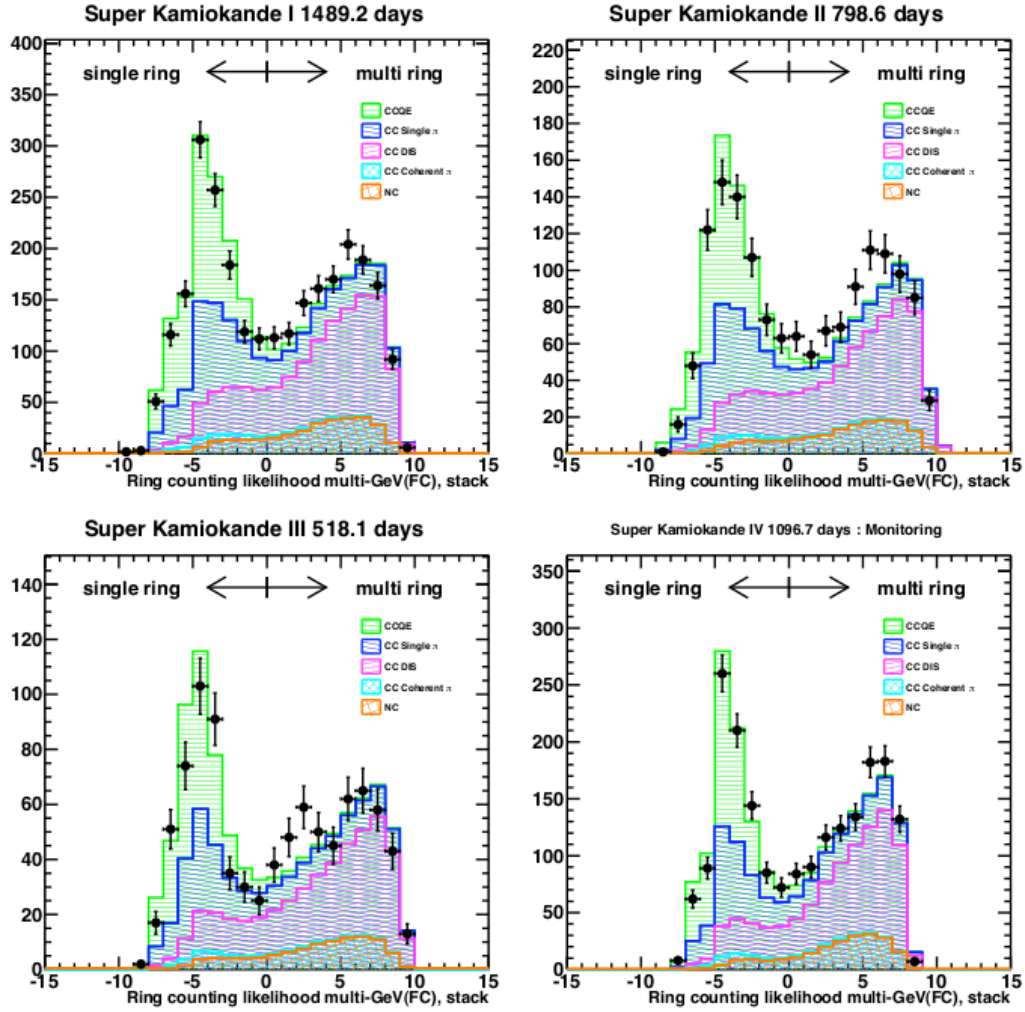 Super Kamiokande I 1489.2 days
400
350
300
250
200
150
100
50
0
single ring
multi ring
CCQE
CC Single π
CC DIS
CC Coherent π
NC
-15 -10 -5 0 5 10 15
Ring counting likelihood multi-GeV(FC), stack
Super Kamiokande II 798.6 days
220
200
180
160
140
120
100
80
60
40
20
0
single ring
multi ring
CCQE
CC Single π
CC DIS
CC Coherent π
NC
-15 -10 -5 0 5 10 15
Ring counting likelihood multi-GeV(FC), stack
Super Kamiokande III 518.1 days
140
120
100
80
60
40
20
0
single ring
multi ring
CCQE
CC Single π
CC DIS
CC Coherent π
NC
-15 -10 -5 0 5 10 15
Ring counting likelihood multi-GeV(FC), stack
Super Kamiokande IV 1096.7 days : Monitoring
350
300
250
200
150
100
50
0
single ring
multi ring
CCQE
CC Single π
CC DIS
CC Coherent π
NC
-15 -10 -5 0 5 10 15
Ring counting likelihood multi-GeV(FC), stack